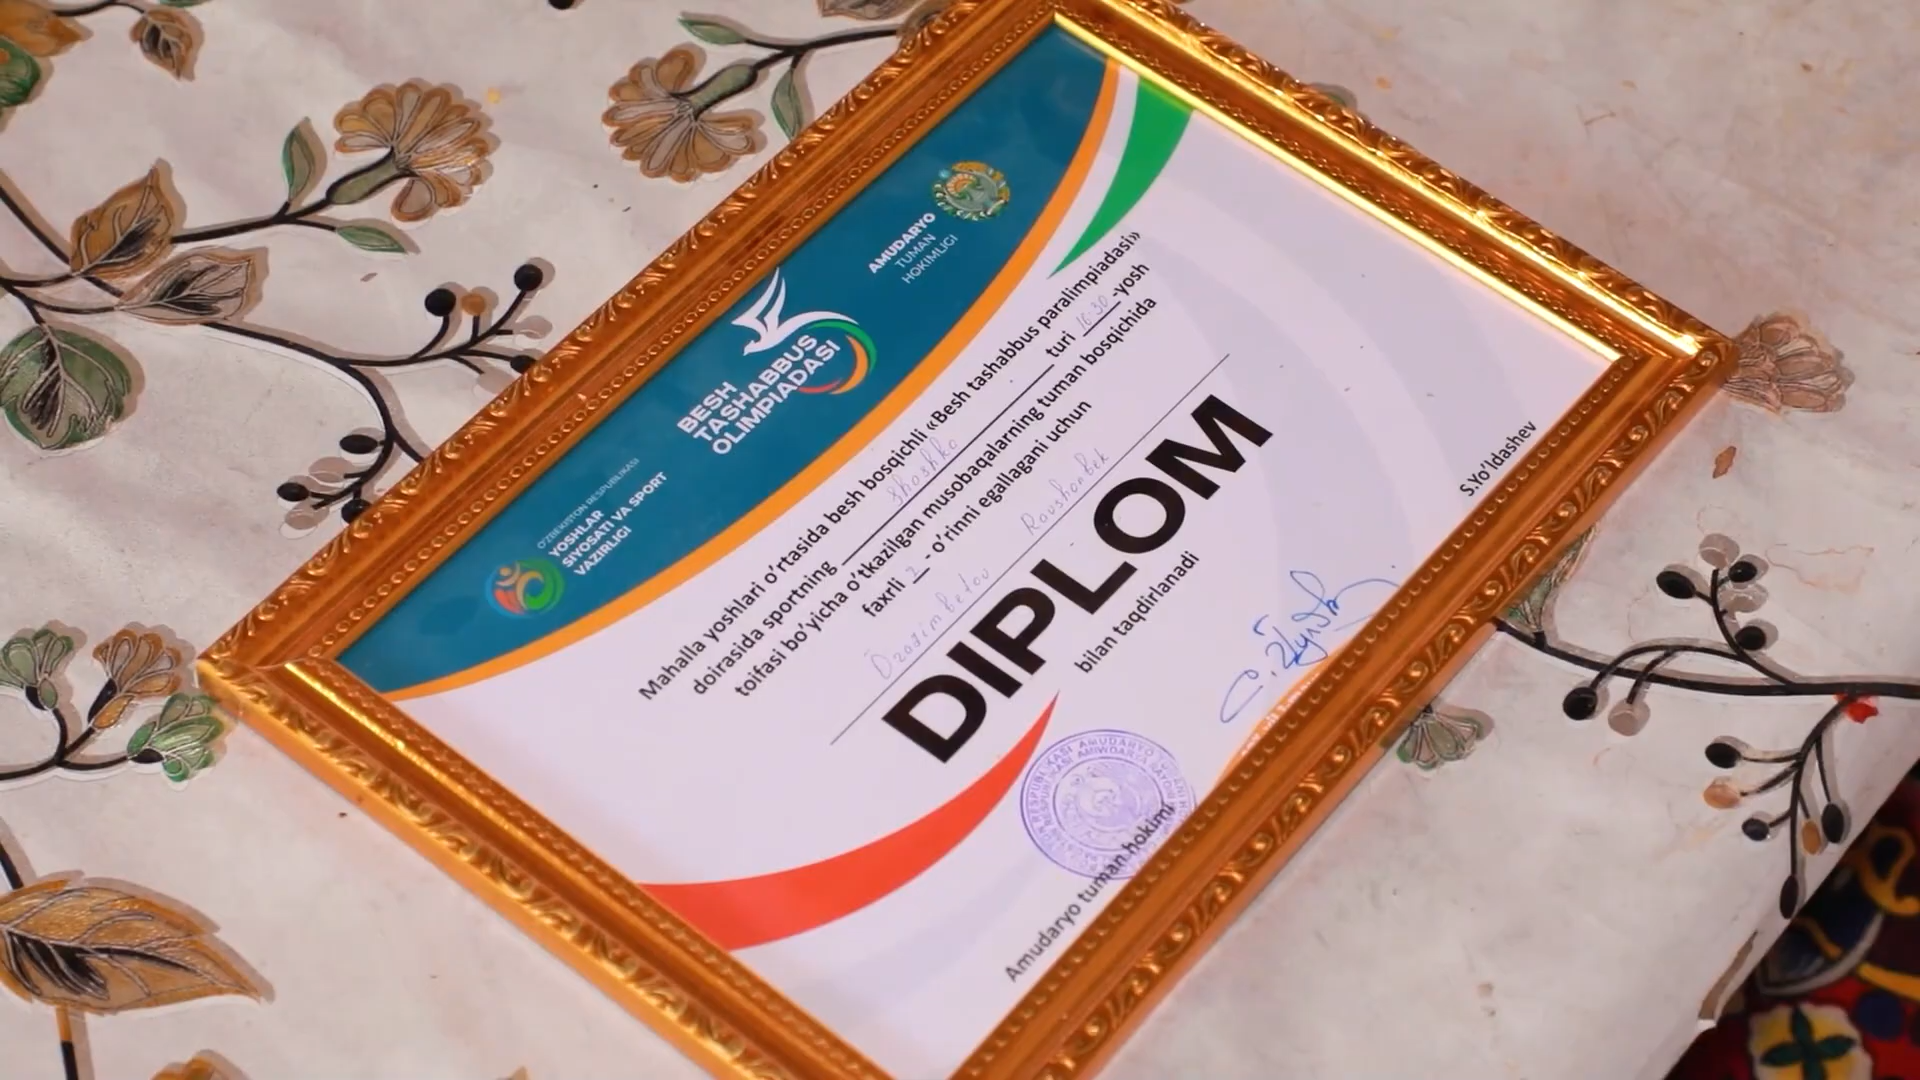 O'ZBEKISTON RESPUBLIKASI
YOSHLAR
SIYOSATI VA SPORT
VAZIRLIGI
BESH
TASHABBUS
OLIMPIADASI
AMUDARYO
TUMAN
HOKIMLIGI
Mahalla yoshlari o'rtasida besh bosqichli «Besh tashabbus paralimpiadasi»
doirasida sportning Shashka turi 16-30 -yosh
toifasi bo'yicha o'tkazilgan musobaqalarning tuman bosqichida
faxrli - o'rinni egallagani uchun
Ravshanbek
DIPLOM
bilan taqdirlanadi
Amudaryo tuman hokimi
S.Yo'ldashev